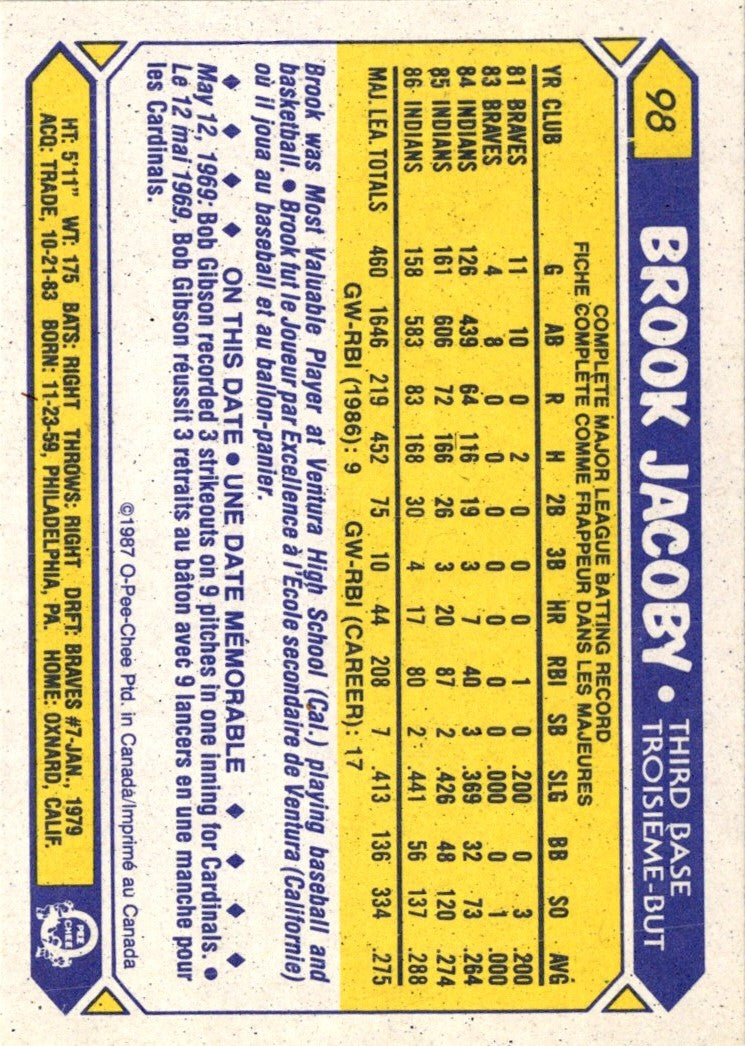 98
BROOK JACOBY • THIRD BASE
TROISIÈME-BUT
COMPLETE MAJOR LEAGUE BATTING RECORD
FICHE COMPLÈTE COMME FRAPPEUR DANS LES MAJEURES
YR CLUB G AB R H 2B 3B HR RBI SB SLG BB SO AVG
81 BRAVES 11 10 0 2 0 0 0 1 0 .200 0 3 .200
83 BRAVES 4 8 0 0 0 0 0 0 0 .000 0 1 .000
84 INDIANS 126 439 64 116 19 3 7 40 3 .369 32 73 .264
85 INDIANS 161 606 72 166 26 3 20 87 2 .426 48 120 .274
86 INDIANS 158 583 83 168 30 4 17 80 2 .441 56 137 .288
MAJ. LEA. TOTALS 460 1646 219 452 75 10 44 208 7 .413 136 334 .275
GW-RBI (1986): 9 GW-RBI (CAREER): 17
Brook was Most Valuable Player at Ventura High School (Cal.) playing baseball and
basketball. • Brook fut le Joueur par Excellence à l'École secondaire de Ventura (Californie)
où il joua au baseball et au ballon-panier.
♦ ♦ ♦ ♦ ♦ ON THIS DATE • UNE DATE MÉMORABLE ♦ ♦ ♦ ♦ ♦
May 12, 1969: Bob Gibson recorded 3 strikeouts on 9 pitches in one inning for Cardinals. •
Le 12 mai 1969, Bob Gibson réussit 3 retraits au bâton avec 9 lancers en une manche pour
les Cardinals.
©1987 O-Pee-Chee Ptd. in Canada/Imprimé au Canada
HT: 5'11" WT: 175 BATS: RIGHT THROWS: RIGHT DRFT: BRAVES #7-JAN., 1979
ACQ: TRADE, 10-21-83 BORN: 11-23-59, PHILADELPHIA, PA. HOME: OXNARD, CALIF.
O PEE CHEE